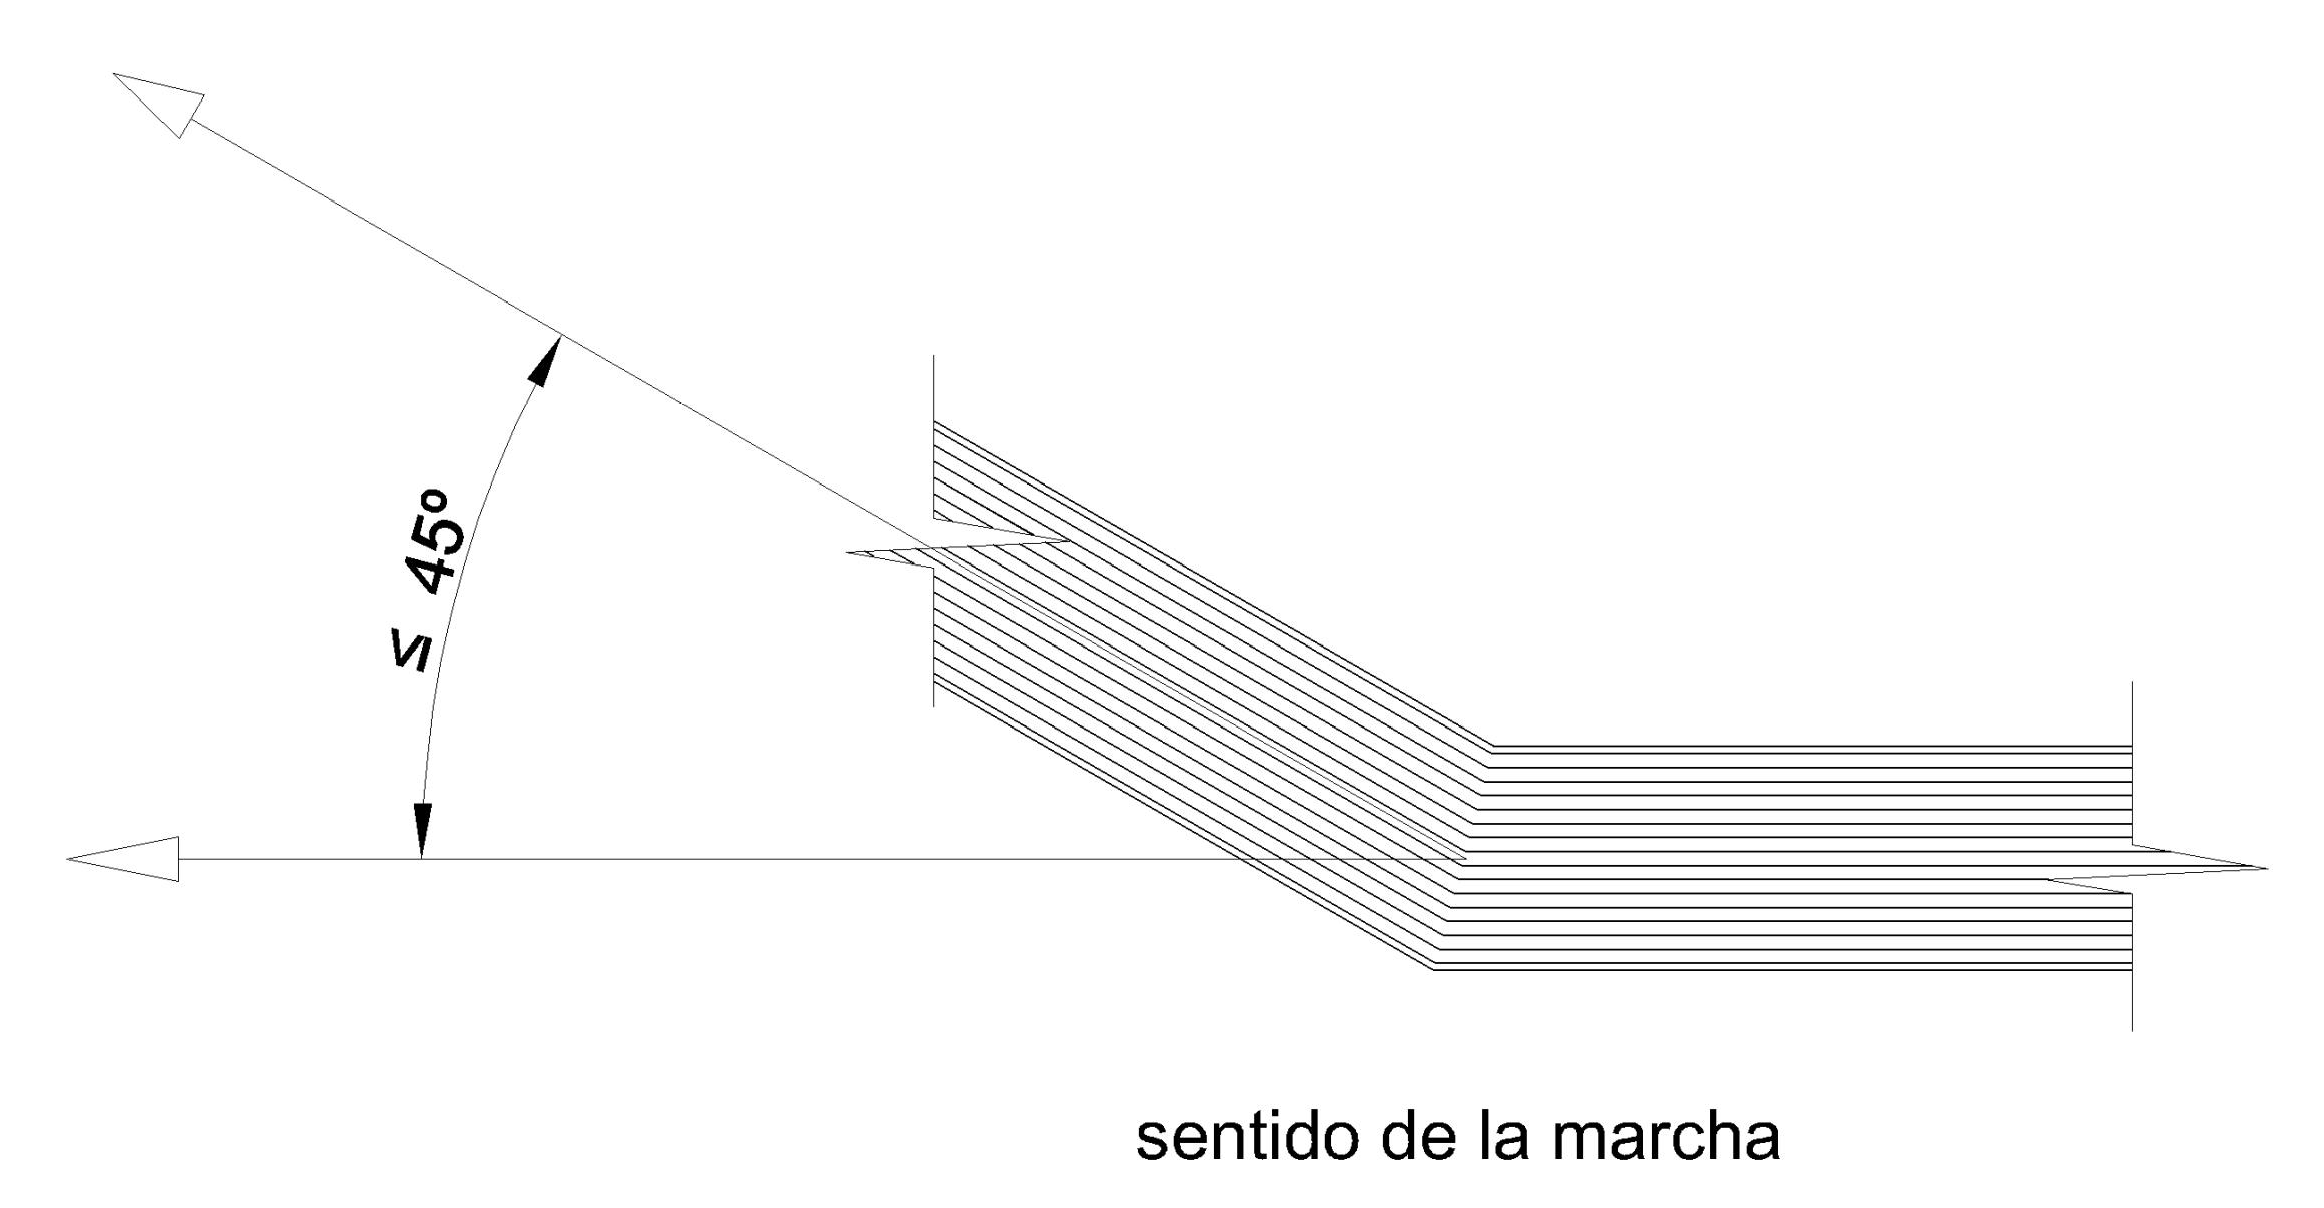 ≤ 45º
sentido de la marcha